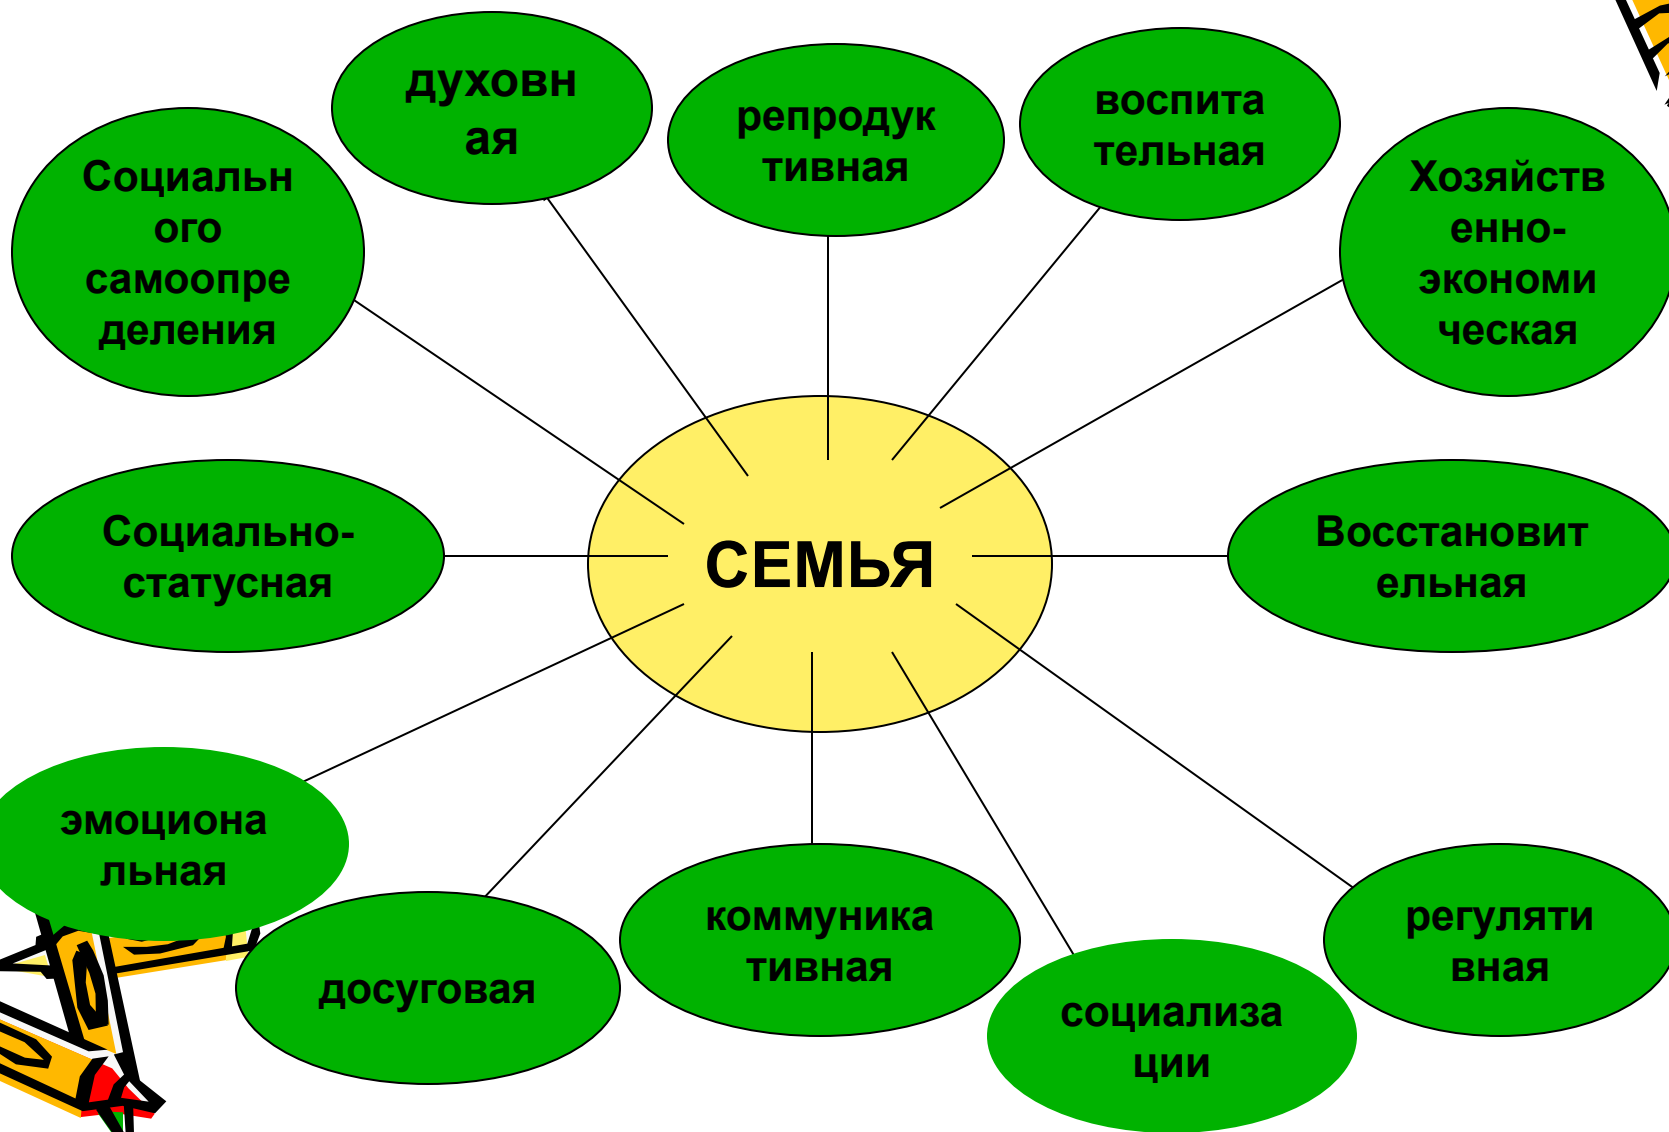 духовн
ая
репродук
тивная
воспита
тельная
Социальн
ого
самоопре
деления
Хозяйств
енно-
экономи
ческая
Социально-
статусная
СЕМЬЯ
Восстановит
ельная
эмоциона
льная
досуговая
коммуника
тивная
социализа
ции
регуляти
вная